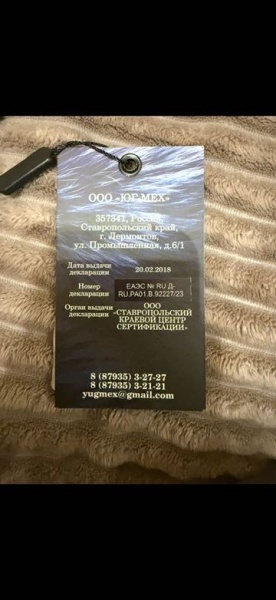 ООО «ЮГ-МЕХ»
357341, Россия,
Ставропольский край,
г. Лермонтов,
ул. Промышленная, д.6/1
Дата выдачи декларации 20.02.2018
Номер декларации ЕАЭС № RU Д-
RU.РА01.В.92227/23
Орган выдачи декларации ООО
«СТАВРОПОЛЬСКИЙ
КРАЕВОЙ ЦЕНТР
СЕРТИФИКАЦИИ»
8 (87935) 3-27-27
8 (87935) 3-21-21
yugmex@gmail.com